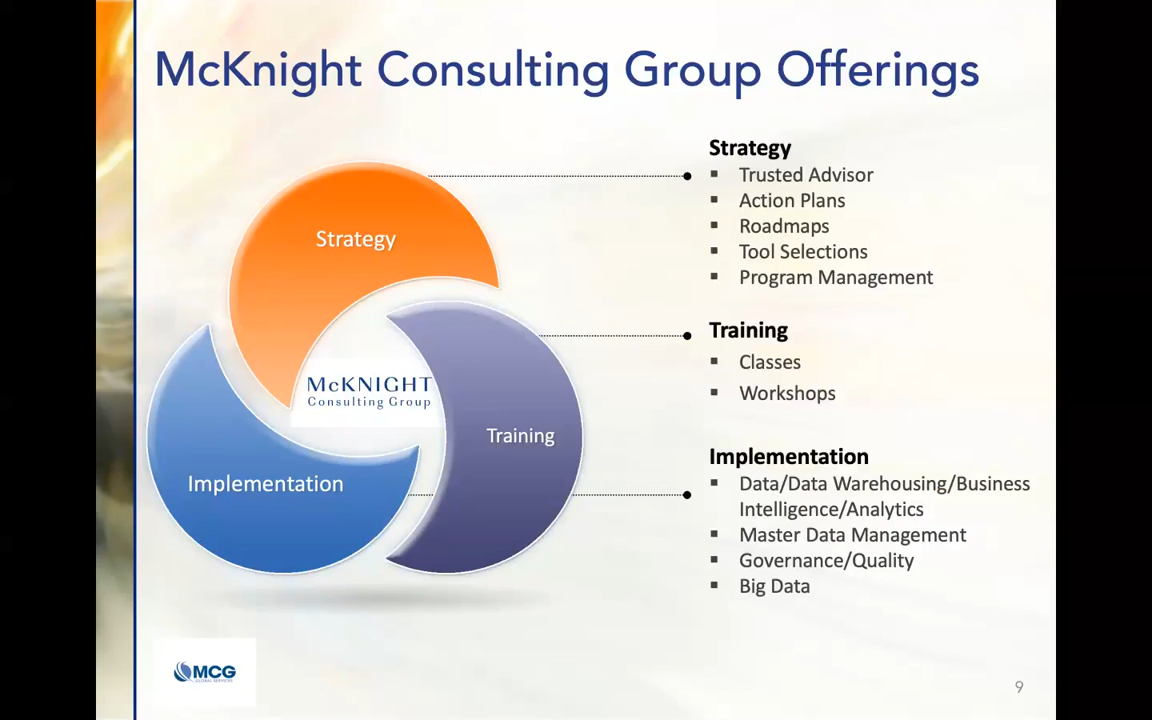 McKnight Consulting Group Offerings
Strategy
Training
Implementation
McKNIGHT
Consulting Group
Strategy
▪ Trusted Advisor
▪ Action Plans
▪ Roadmaps
▪ Tool Selections
▪ Program Management
Training
▪ Classes
▪ Workshops
Implementation
▪ Data/Data Warehousing/Business
Intelligence/Analytics
▪ Master Data Management
▪ Governance/Quality
▪ Big Data
MCG
GLOBAL SERVICES
9